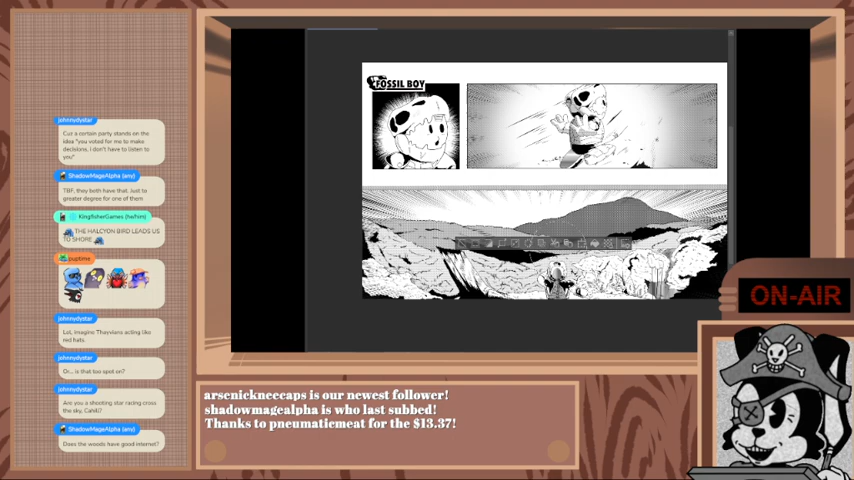 johnnydystar
Cuz a certain party stands on the
idea "you voted for me to make
decisions, I don't have to listen to
you"
ShadowMageAlpha (any)
TBF, they both have that. Just to
greater degree for one of them
KingfisherGames (he/him)
THE HALCYON BIRD LEADS US
TO SHORE
puptime
johnnydystar
Lol, imagine Thayvians acting like
red hats.
johnnydystar
Or... is that too spot on?
johnnydystar
Are you a shooting star racing cross
the sky, Cahlil?
ShadowMageAlpha (any)
Does the woods have good internet?
FOSSIL BOY
ON-AIR
arsenickneecaps is our newest follower!
shadowmagealpha is who last subbed!
Thanks to pneumatiemeat for the $13.37!